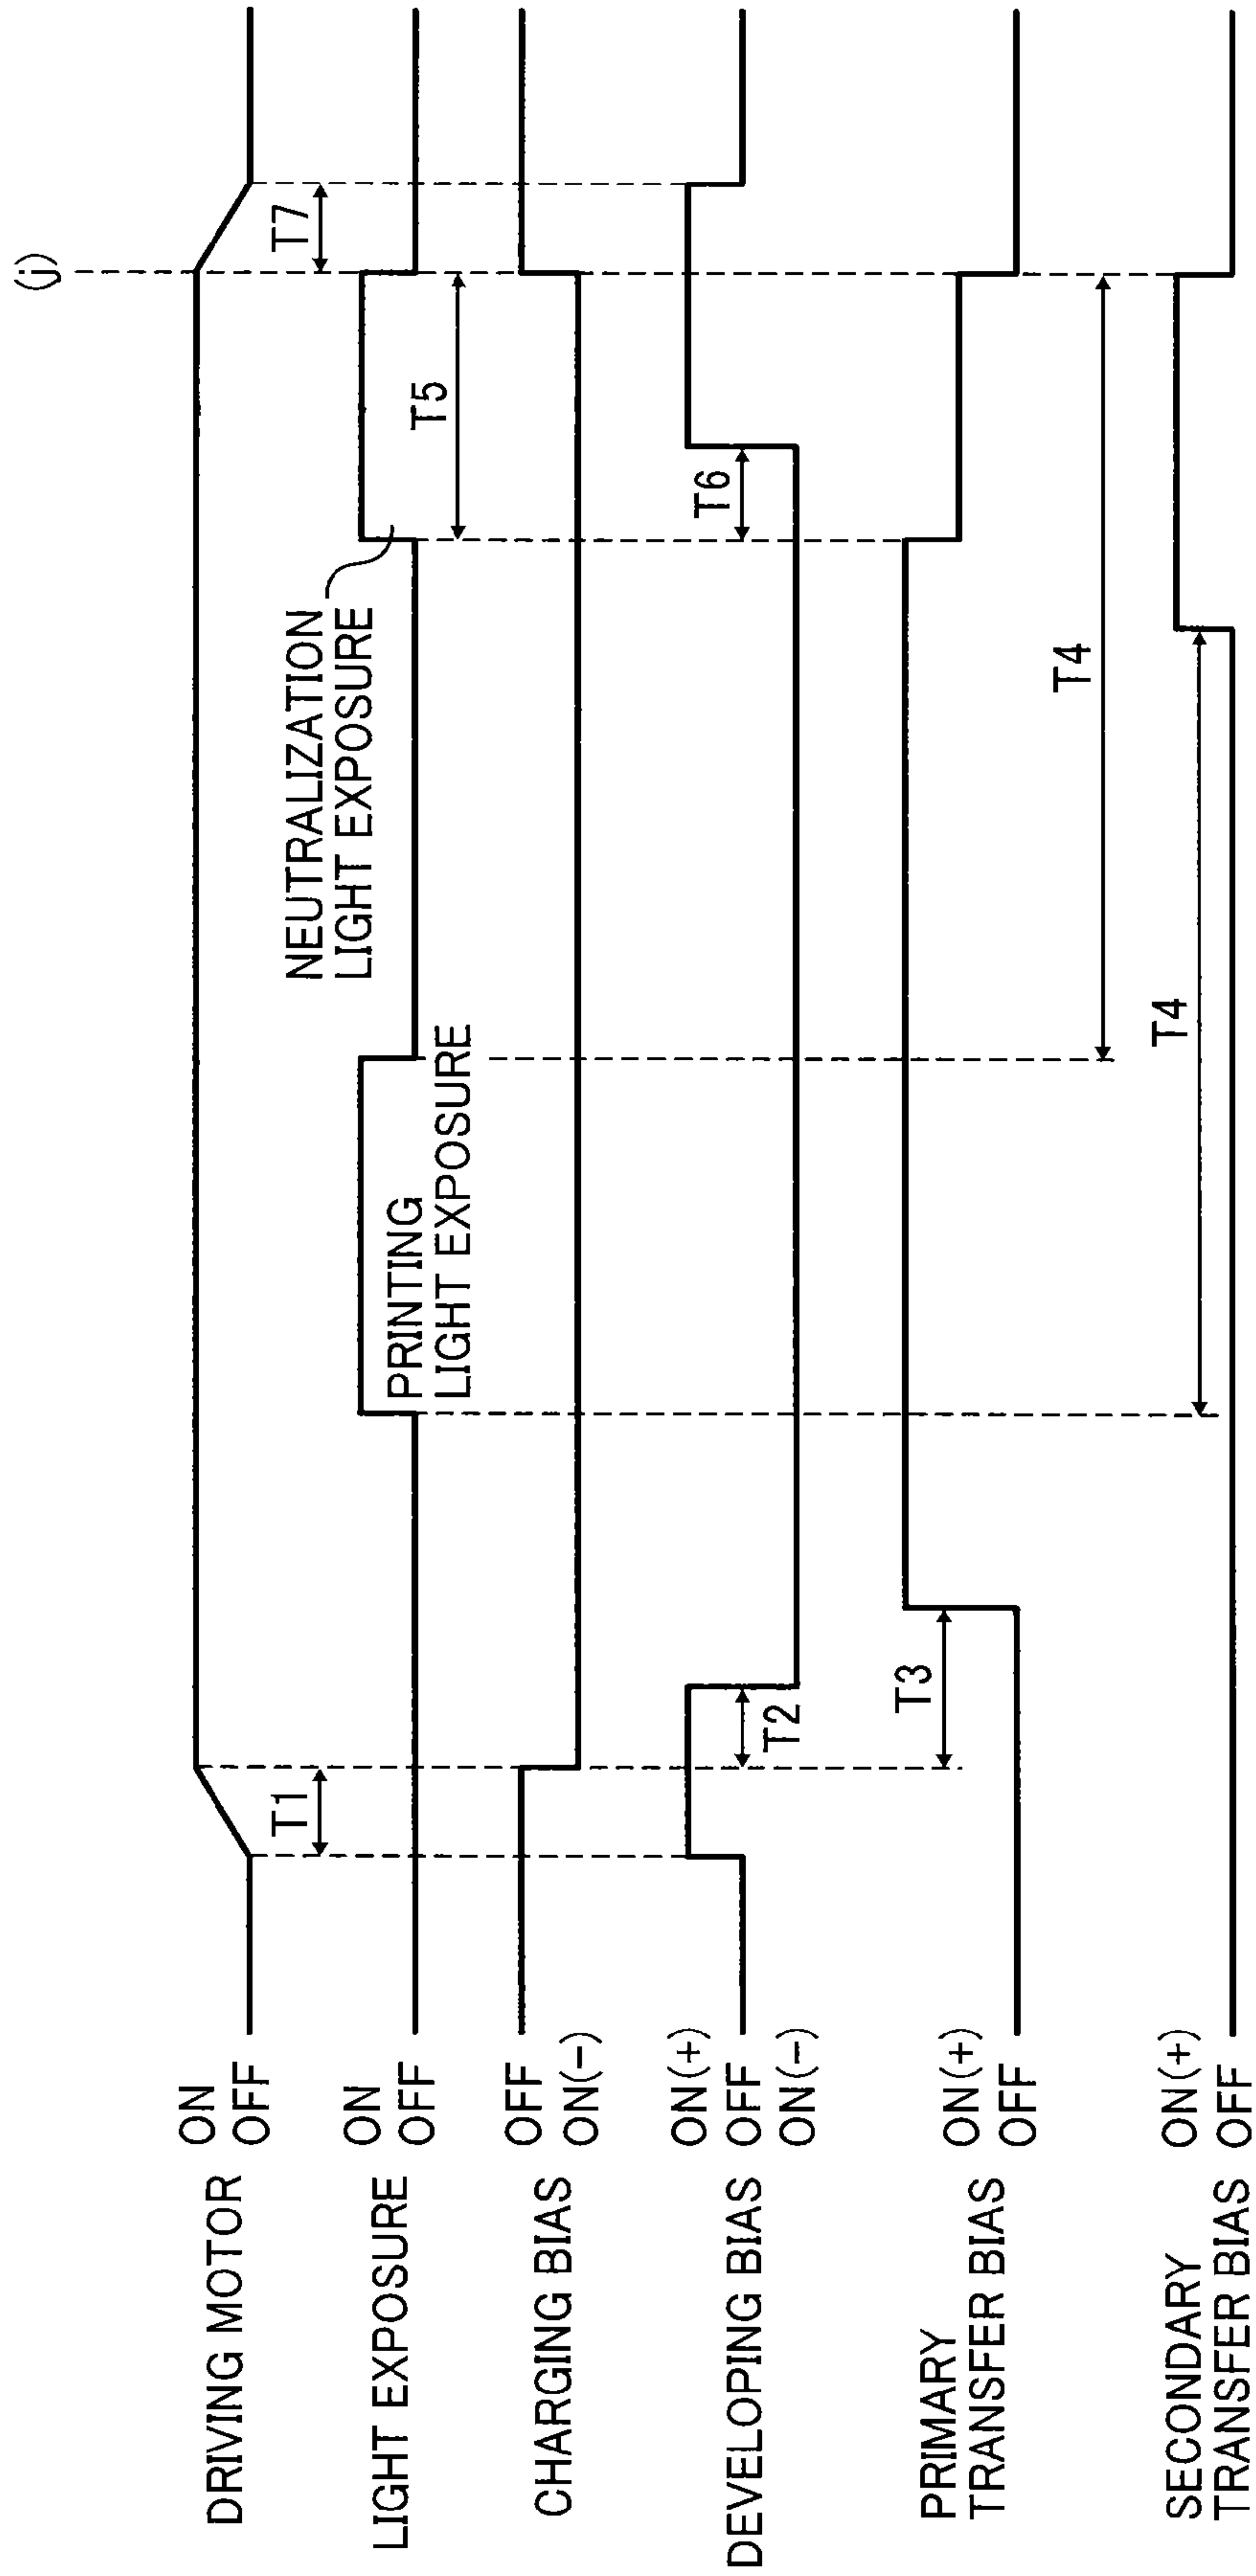 (j)
DRIVING MOTOR
ON
OFF
T1
T7
LIGHT EXPOSURE
ON
OFF
PRINTING
LIGHT EXPOSURE
NEUTRALIZATION
LIGHT EXPOSURE
T5
CHARGING BIAS
OFF
ON(-)
DEVELOPING BIAS
ON(+)
OFF
ON(-)
T2
T6
PRIMARY
TRANSFER BIAS
ON(+)
OFF
T3
T4
SECONDARY
TRANSFER BIAS
ON(+)
OFF
T4